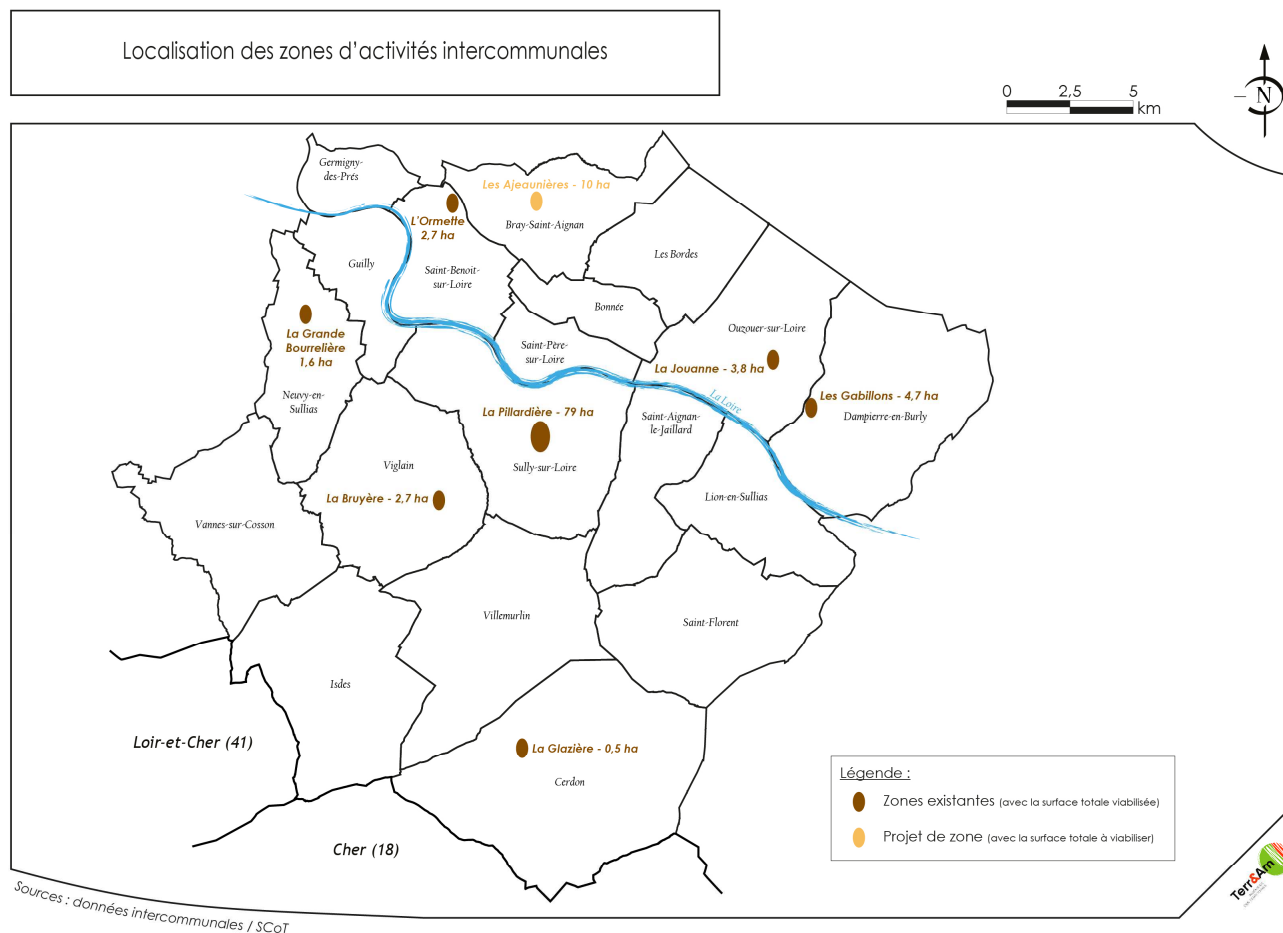 Localisation des zones d'activités intercommunales
0 2,5 5
km
N
Germigny-
des-Prés
Les Ajeaunières - 10 ha
L'Ormette
2,7 ha
Bray-Saint-Aignan
Les Bordes
Guilly
Saint-Benoit-
sur-Loire
Bonnée
La Grande
Bourrelière
1,6 ha
Ouzouer-sur-Loire
Saint-Père-
sur-Loire
La Jouanne - 3,8 ha
Neuvy-en-
Sullias
La Loire
Les Gabillons - 4,7 ha
Dampierre-en-Burly
La Pillardière - 79 ha
Saint-Aignan-
le-Jaillard
Viglain
Sully-sur-Loire
La Bruyère - 2,7 ha
Lion-en-Sullias
Vannes-sur-Cosson
Villemurlin
Saint-Florent
Isdes
Loir-et-Cher (41)
La Glazière - 0,5 ha
Cerdon
Cher (18)
Légende :
Zones existantes (avec la surface totale viabilisée)
Projet de zone (avec la surface totale à viabiliser)
Terr&Am
Sources : données intercommunales / SCoT